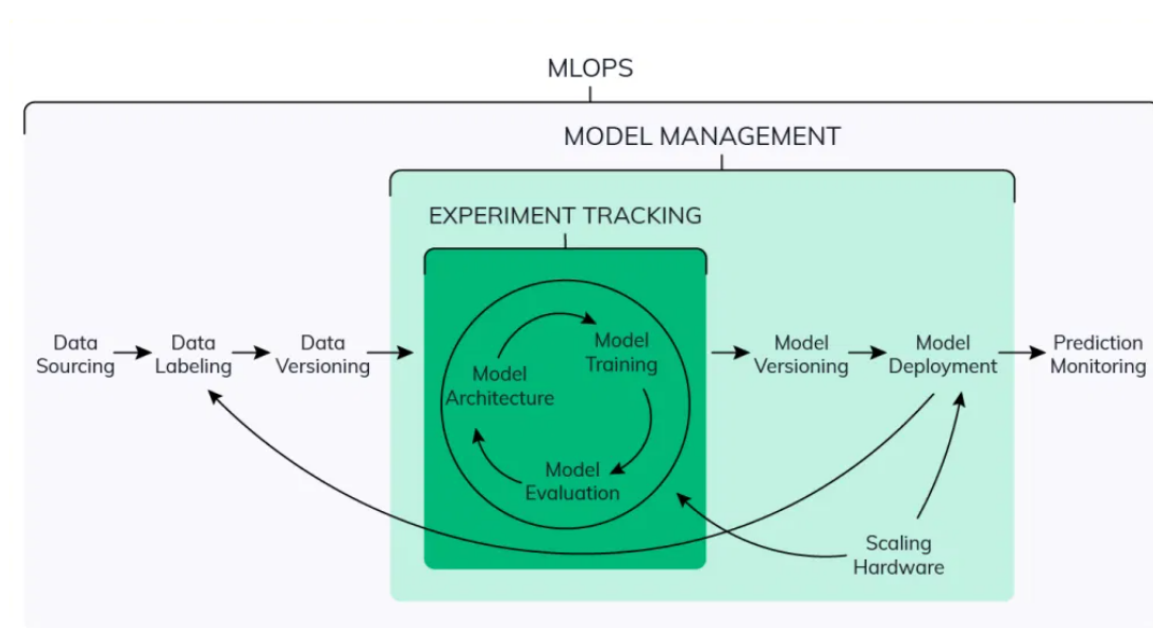 MLOPS
MODEL MANAGEMENT
EXPERIMENT TRACKING
Data
Sourcing
Data
Labeling
Data
Versioning
Model
Architecture
Model
Training
Model
Evaluation
Model
Versioning
Model
Deployment
Prediction
Monitoring
Scaling
Hardware